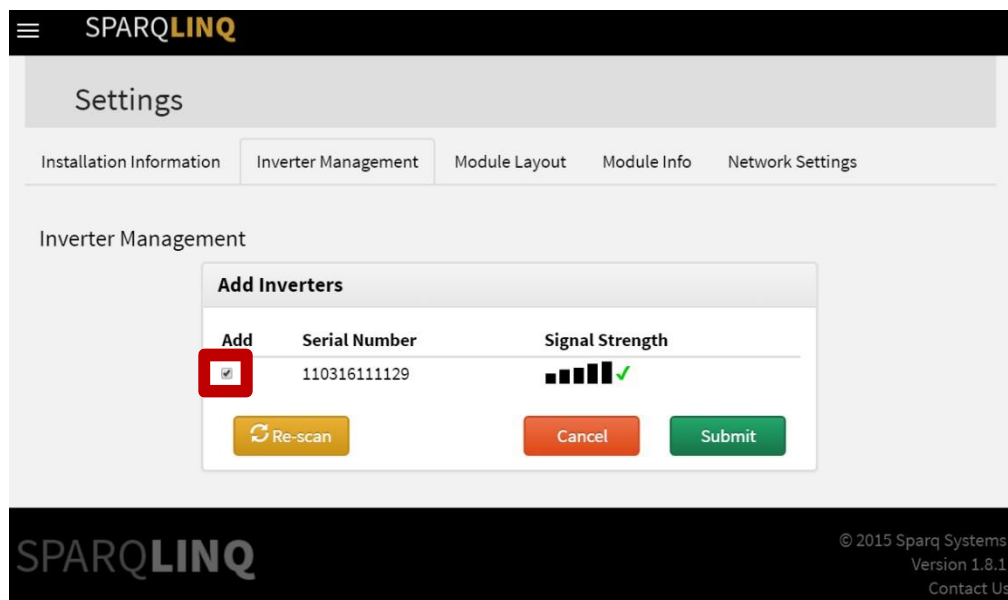 SPARQLINQ
Settings
Installation Information Inverter Management Module Layout Module Info Network Settings
Inverter Management
Add Inverters
Add Serial Number Signal Strength
110316111129
Re-scan Cancel Submit
SPARQLINQ
© 2015 Sparq Systems
Version 1.8.1
Contact Us